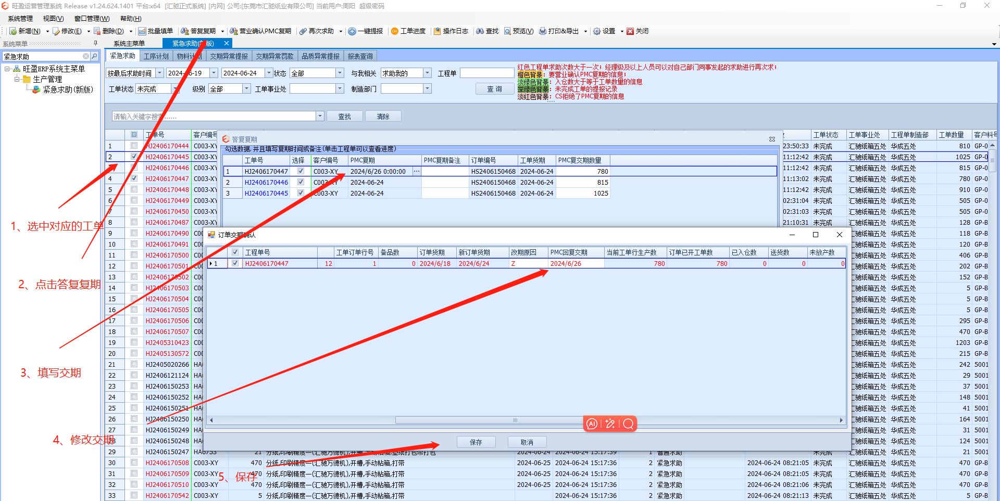 旺盈运营管理系统 Release v1.24.624.1401 平台:x64 [汇驰正式系统] [内网] 公司:[东莞市汇驰纸业有限公司] 当前用户:周阳 超级密码
系统管理 视图(V) 窗口管理(W) 帮助(H)
新增(N) 修改(E) 删除(D) 批量填单 答复复期 营业确认PMC复期 再次求助 一键提报 工单进度 操作日志 查找 预览(V) 打印&导出 设置 关闭
系统菜单 系统主菜单 紧急求助(新版)
紧急求助
旺盈ERP系统主菜单
生产管理
紧急求助(新版)
紧急求助 工序计划 物料计划 交期异常提报 交期异常罚款 品质异常提报 报表查询
按最后求助时间 2024-06-19 2024-06-24 状态 全部 与我相关 求助我的 工程单
工单状态 未完成 级别 全部 工单事业处 制造部门 查 询
红色工程单求助次数大于一次; 经理级及以上人员可以对自己部门同事发起的求助进行再次求;
橙色背景: 要营业确认PMC复期的信息;
淡绿色背景: 入仓数大于等于工单数量的信息
深绿色背景: 未完成工单的提报记录
淡红色背景: CS拒绝了PMC复期的信息
请输入关键字搜索...... 查找 清除
工单号 客户编号 工单状态 工单事业处 工程单制造部 工单数量 客户料号
1 HJ2406170444 C003-XY 23:50:33 未完成 汇驰纸箱五处 华成五处 810 GP-0
2 HJ2406170445 C003-XY 11:12:42 未完成 汇驰纸箱五处 华成五处 1025 GP-0
HJ2406170446 C003-XY 11:12:42 未完成 汇驰纸箱五处 华成五处 815 GP-0
4 HJ2406170447 C003-XY 11:13:02 未完成 汇驰纸箱五处 华成五处 780 GP-0
5 HJ2406170448 C003-XY 11:12:42 未完成 汇驰纸箱五处 华成五处 910 GP-0
6 HJ2406170449 C003-XY 02:31:04 未完成 汇驰纸箱五处 华成五处 505 GP-0
7 HJ2406170450 C003-XY 02:31:03 未完成 汇驰纸箱五处 华成五处 505 GP-0
8 HJ2406170487 C003-XY 21:10:31 未完成 汇驰纸箱五处 华成五处 128 GP-0
9 HJ2406170490 C00 汇驰纸箱五处 华成五处 118 GP-B
10 HJ2406170491 C00 汇驰纸箱五处 华成五处 120 GP-B
11 HJ2406170500 C00 汇驰纸箱五处 华成五处 406 GP-B
12 HJ2406170501 C00 汇驰纸箱五处 华成五处 202 GP-B
13 HJ2406170502 C00 汇驰纸箱五处 华成五处 152 GP-B
14 HJ2406170503 C00 汇驰纸箱五处 华成五处 5 GP-B
15 HJ2406170504 C00 汇驰纸箱五处 华成五处 5 GP-B
16 HJ2406170505 C00 汇驰纸箱五处 华成五处 5 GP-B
17 HJ2406170506 C00 汇驰纸箱五处 华成五处 295 GP-B
18 HJ2406170507 C00 汇驰纸箱五处 华成五处 470 GP-B
19 HJ2405310423 C00 汇驰纸箱五处 华成五处 1203 GP-B
20 HJ2405130572 C00 汇驰纸箱五处 华成五处 215 GP-B
21 HJ2405020266 HA0 汇驰纸箱五处 华成五处 242 5001
22 HJ2406121124 HA0 汇驰纸箱五处 华成五处 29 5001
23 HJ2406150253 HA0 汇驰纸箱五处 华成五处 37 5001
24 HJ2406150252 HA0 汇驰纸箱五处 华成五处 148 5001
25 HJ2406150251 HA0 汇驰纸箱五处 华成五处 41 5001
26 HJ2406150250 HA0 汇驰纸箱五处 华成五处 164 5001
27 HJ2406150249 HA0 汇驰纸箱五处 华成五处 31 5001
28 HJ2406150248 HA0 汇驰纸箱五处 华成五处 124 5001
29 HJ2406150247 HA0753 21 分纸,印刷精度一(汇驰万德机),开槽,手动粘箱,垫纸打包带打包 2024-06-24 2024-06-24 15:17:39 1 普通求助 未完成 汇驰纸箱五处 华成五处 21 5001
30 HJ2406170508 C003-XY 470 分纸,印刷精度一(汇驰万德机),开槽,手动粘箱,打带 2024-06-25 2024-06-24 15:17:36 2 紧急求助 2024-06-24 08:21:05 未完成 汇驰纸箱五处 华成五处 470 GP-B
31 HJ2406170509 C003-XY 470 分纸,印刷精度一(汇驰万德机),开槽,手动粘箱,打带 2024-06-25 2024-06-24 15:17:36 2 紧急求助 2024-06-24 08:21:05 未完成 汇驰纸箱五处 华成五处 470 GP-B
32 HJ2406170510 C003-XY 470 分纸,印刷精度一(汇驰万德机),开槽,手动粘箱,打带 2024-06-25 2024-06-24 15:17:36 2 紧急求助 2024-06-24 08:21:06 未完成 汇驰纸箱五处 华成五处 470 GP-B
33 HJ2406170542 C003-XY 5 分纸,印刷精度一(汇驰万德机),开槽,手动粘箱,打带 2024-06-24 15:17:36 2 紧急求助 2024-06-24 08:21:13 未完成 汇驰纸箱五处 华成五处 5 GP-B
答复复期
勾选数据,并且填写复期时间或备注(单击工程单可以查看进度)
工单号 选择 客户编号 PMC复期 PMC复期备注 订单编号 工单货期 PMC复交期数量
1 HJ2406170447 C003-XY 2024/6/26 0:00:00 ... HS2406150468 2024-06-24 780
2 HJ2406170446 C003-XY 2024-06-24 HS2406150468 2024-06-24 815
3 HJ2406170445 C003-XY 2024-06-24 HS2406150468 2024-06-24 1025
订单交期确认
工程单号 工单订单行号 备品数 订单货期 新订单货期 改期原因 PMC回复交期 当前工单行生产数 订单已开工单数 已入仓数 送货数 未放产数
1 HJ2406170447 12 1 0 2024/6/18 2024/6/24 Z 2024/6/26 780 780 0 0 0
AI
保存 取消
1、选中对应的工单
2、点击答复复期
3、填写交期
4、修改交期
5、保存